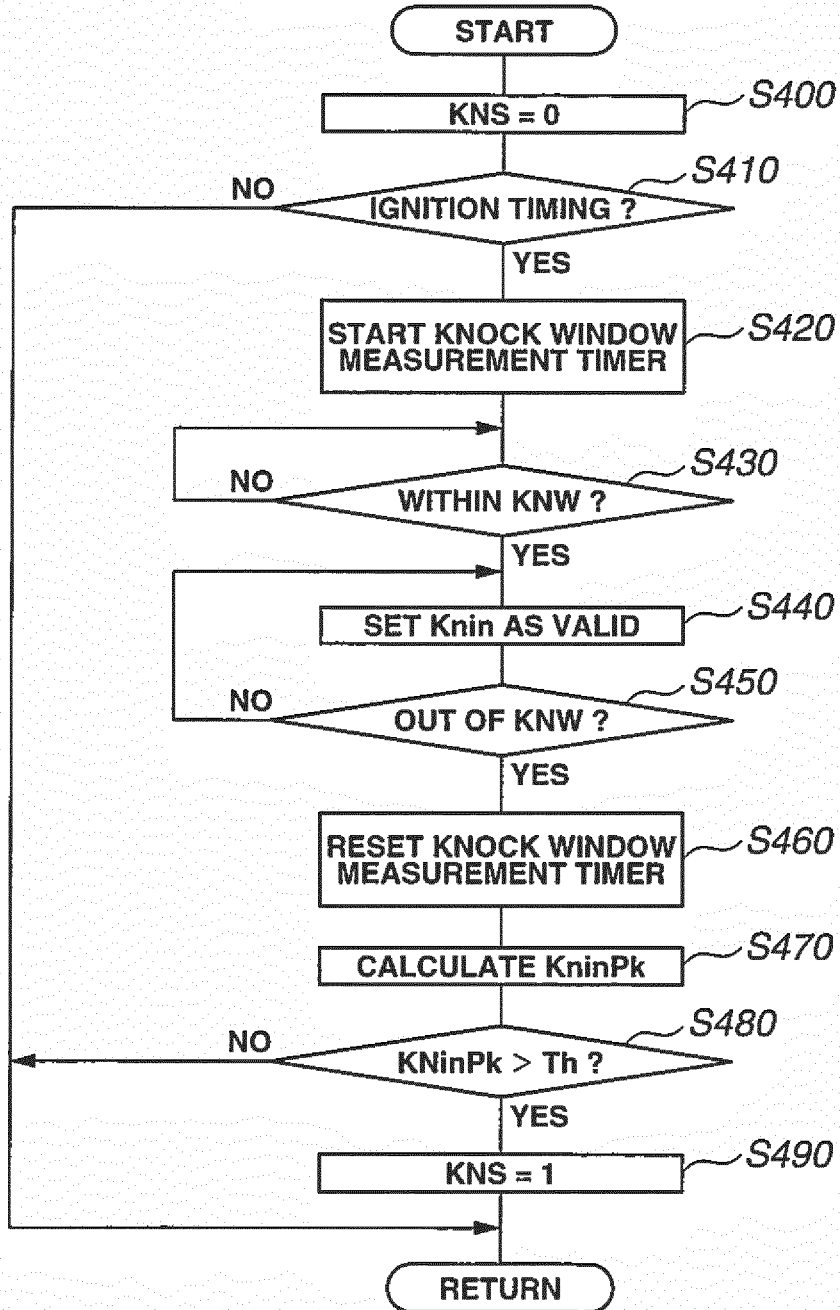 START
KNS = 0
S400
NO
IGNITION TIMING ?
S410
YES
START KNOCK WINDOW
MEASUREMENT TIMER
S420
NO
WITHIN KNW ?
S430
YES
SET Knin AS VALID
S440
NO
OUT OF KNW ?
S450
YES
RESET KNOCK WINDOW
MEASUREMENT TIMER
S460
CALCULATE KninPk
S470
NO
KNinPk > Th ?
S480
YES
KNS = 1
S490
RETURN